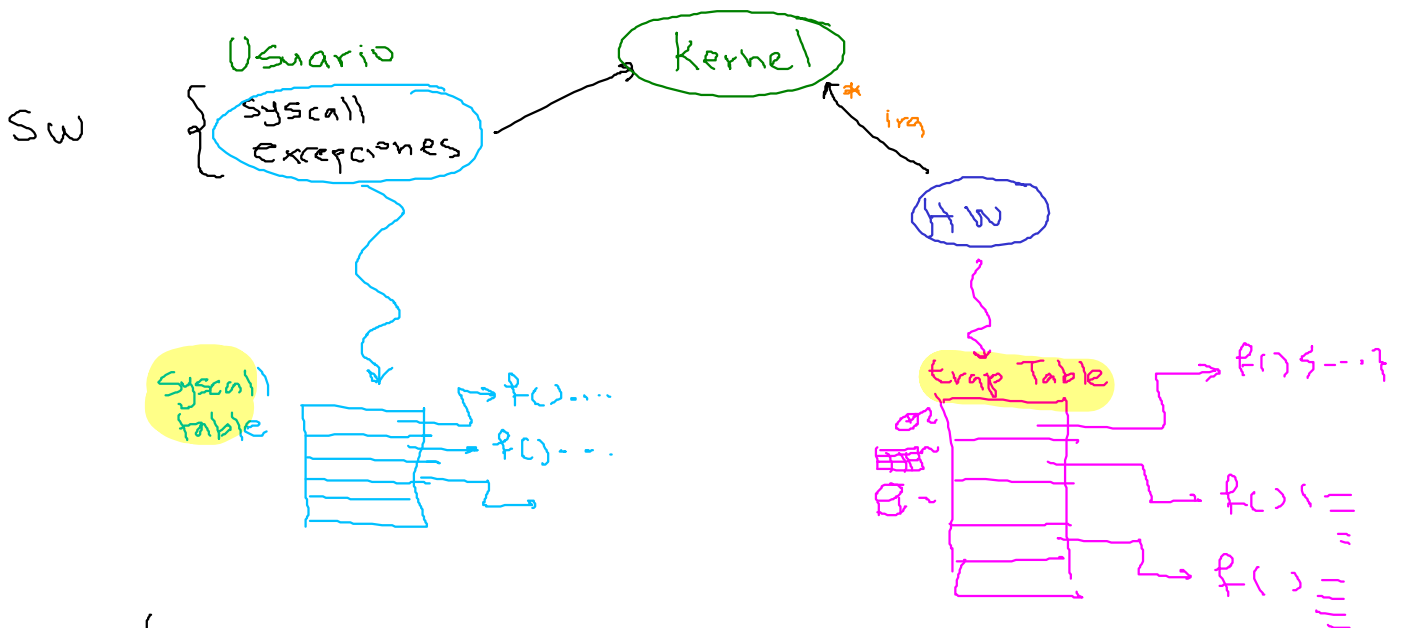 Usuario
Kernel
SW
syscall
excepciones
*
irq
HW
Syscall
table
f()....
f()---
trap Table
f(){---}
f(){
f()